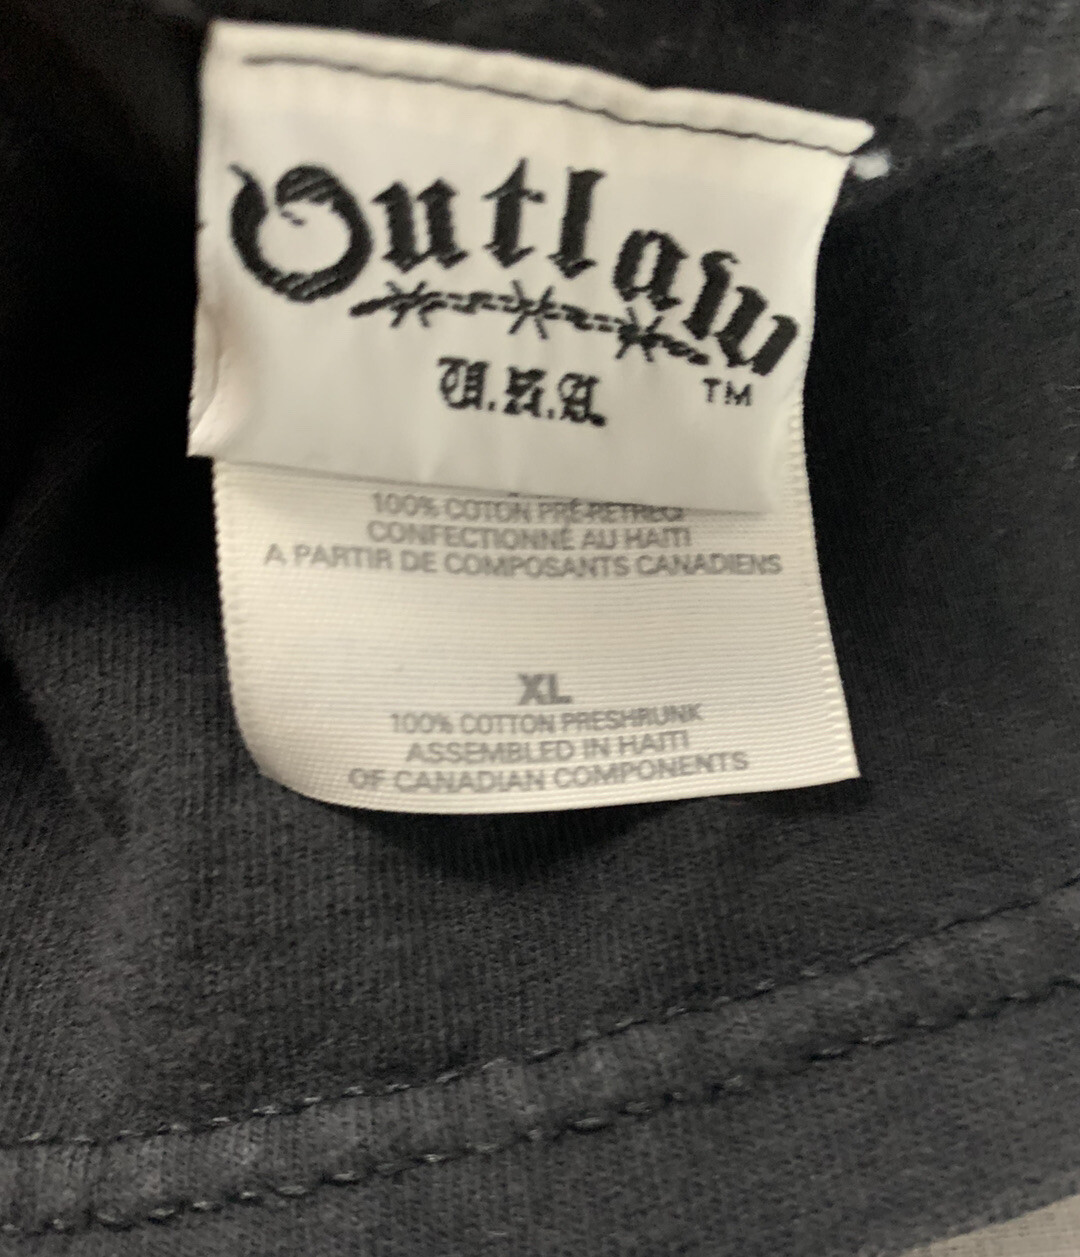 Outlaw
U.S.A.
TM
100% COTON PRÉ-RETRECI
CONFECTIONNÉ AU HAITI
A PARTIR DE COMPOSANTS CANADIENS
XL
100% COTTON PRESHRUNK
ASSEMBLED IN HAITI
OF CANADIAN COMPONENTS